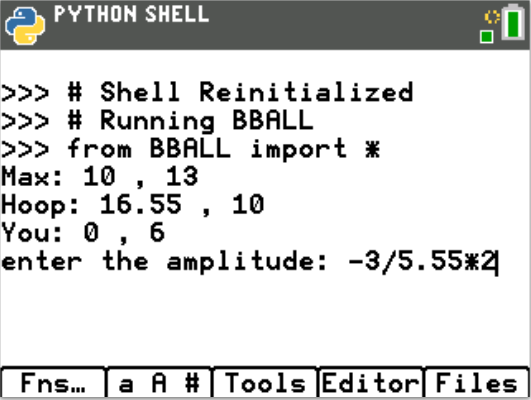 PYTHON SHELL
>>> # Shell Reinitialized
>>> # Running BBALL
>>> from BBALL import *
Max: 10 , 13
Hoop: 16.55 , 10
You: 0 , 6
enter the amplitude: -3/5.55*2
Fns… a A # Tools Editor Files